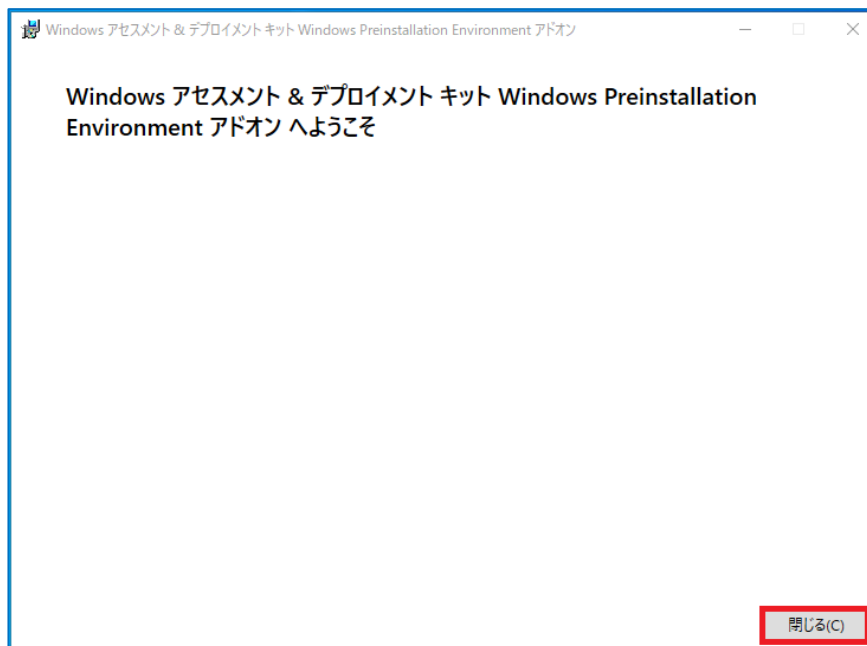 Windows アセスメント & デプロイメント キット Windows Preinstallation Environment アドオン
Windows アセスメント & デプロイメント キット Windows Preinstallation
Environment アドオン へようこそ
閉じる(C)